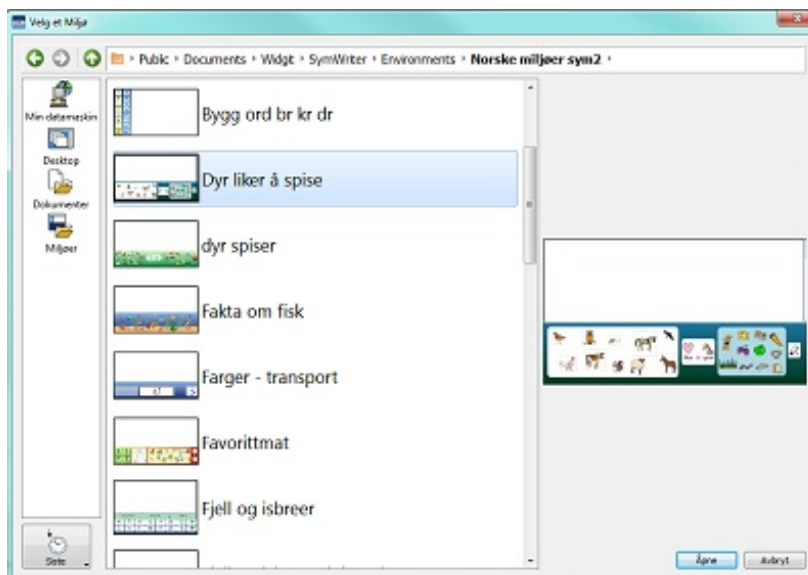 Velg et Miljø
Public › Documents › Widgit › SymWriter › Environments › Norske miljøer sym2 ›
Min datamaskin
Desktop
Dokumenter
Miljøer
Bygg ord br kr dr
Dyr liker å spise
dyr spiser
Fakta om fisk
Farger - transport
Favorittmat
Fjell og isbreer
Siste
Åpne
Avbryt